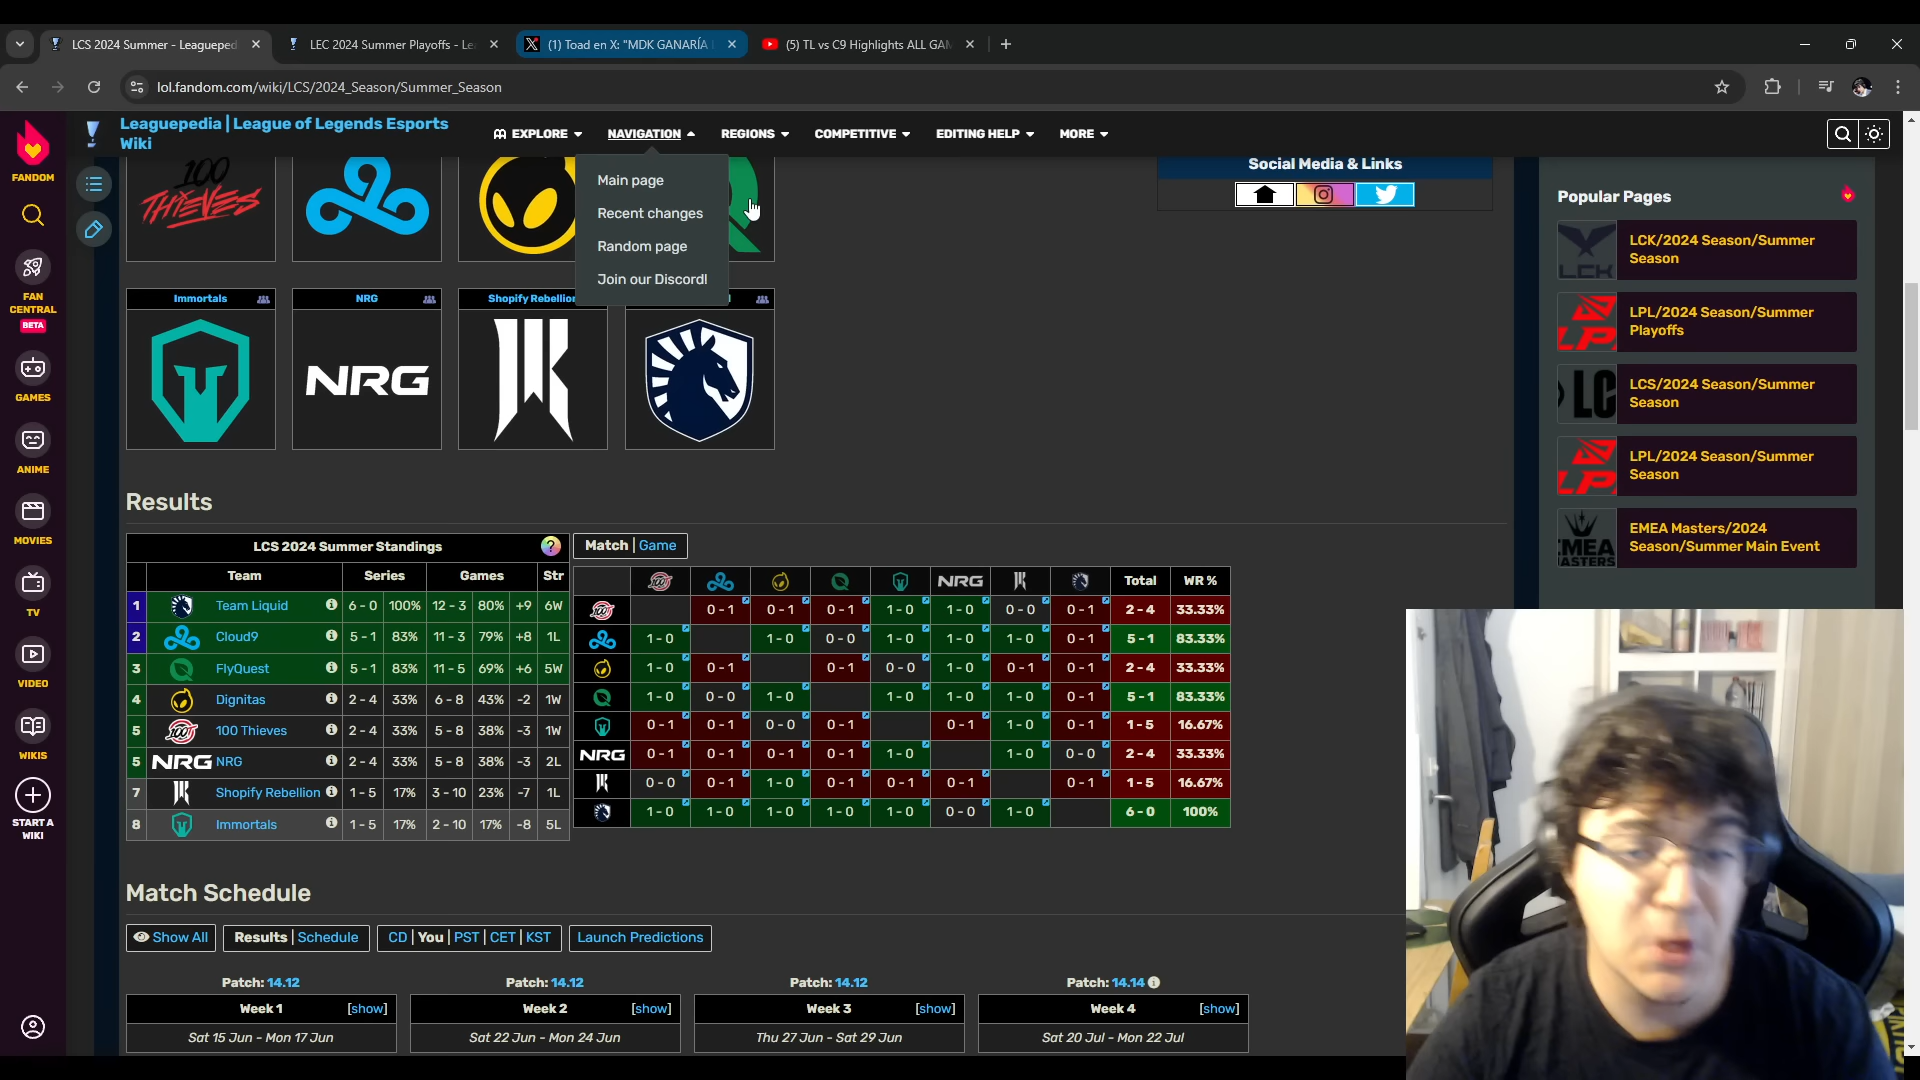 LCS 2024 Summer - Leagueped
LEC 2024 Summer Playoffs - Le
(1) Toad en X: "MDK GANARÍA
(5) TL vs C9 Highlights ALL GAM
lol.fandom.com/wiki/LCS/2024_Season/Summer_Season
Leaguepedia | League of Legends Esports
Wiki
EXPLORE
NAVIGATION
REGIONS
COMPETITIVE
EDITING HELP
MORE
Main page
Recent changes
Random page
Join our Discord!
FANDOM
FAN
CENTRAL
BETA
GAMES
ANIME
MOVIES
TV
VIDEO
WIKIS
START A
WIKI
100
THIEVES
Social Media & Links
Popular Pages
LCK
LCK/2024 Season/Summer
Season
LPL
LPL/2024 Season/Summer
Playoffs
LC
LCS/2024 Season/Summer
Season
LPL
LPL/2024 Season/Summer
Season
EMEA
MASTERS
EMEA Masters/2024
Season/Summer Main Event
Immortals
NRG
Shopify Rebellion
NRG
Results
LCS 2024 Summer Standings ?
Team Series Games Str
1 Team Liquid 6 - 0 100% 12 - 3 80% +9 6W
2 Cloud9 5 - 1 83% 11 - 3 79% +8 1L
3 FlyQuest 5 - 1 83% 11 - 5 69% +6 5W
4 Dignitas 2 - 4 33% 6 - 8 43% -2 1W
5 100 100 Thieves 2 - 4 33% 5 - 8 38% -3 1W
5 NRG NRG 2 - 4 33% 5 - 8 38% -3 2L
7 Shopify Rebellion 1 - 5 17% 3 - 10 23% -7 1L
8 Immortals 1 - 5 17% 2 - 10 17% -8 5L
Match | Game
100 NRG Total WR %
100 0 - 1 0 - 1 0 - 1 1 - 0 1 - 0 0 - 0 0 - 1 2 - 4 33.33%
1 - 0 1 - 0 0 - 0 1 - 0 1 - 0 1 - 0 0 - 1 5 - 1 83.33%
1 - 0 0 - 1 0 - 1 0 - 0 1 - 0 0 - 1 0 - 1 2 - 4 33.33%
1 - 0 0 - 0 1 - 0 1 - 0 1 - 0 1 - 0 0 - 1 5 - 1 83.33%
0 - 1 0 - 1 0 - 0 0 - 1 0 - 1 1 - 0 0 - 1 1 - 5 16.67%
NRG 0 - 1 0 - 1 0 - 1 0 - 1 1 - 0 1 - 0 0 - 0 2 - 4 33.33%
0 - 0 0 - 1 1 - 0 0 - 1 0 - 1 0 - 1 0 - 1 1 - 5 16.67%
1 - 0 1 - 0 1 - 0 1 - 0 1 - 0 0 - 0 1 - 0 6 - 0 100%
Match Schedule
Show All
Results | Schedule
CD | You | PST | CET | KST
Launch Predictions
Patch: 14.12
Week 1 [show]
Sat 15 Jun - Mon 17 Jun
Patch: 14.12
Week 2 [show]
Sat 22 Jun - Mon 24 Jun
Patch: 14.12
Week 3 [show]
Thu 27 Jun - Sat 29 Jun
Patch: 14.14
Week 4 [show]
Sat 20 Jul - Mon 22 Jul